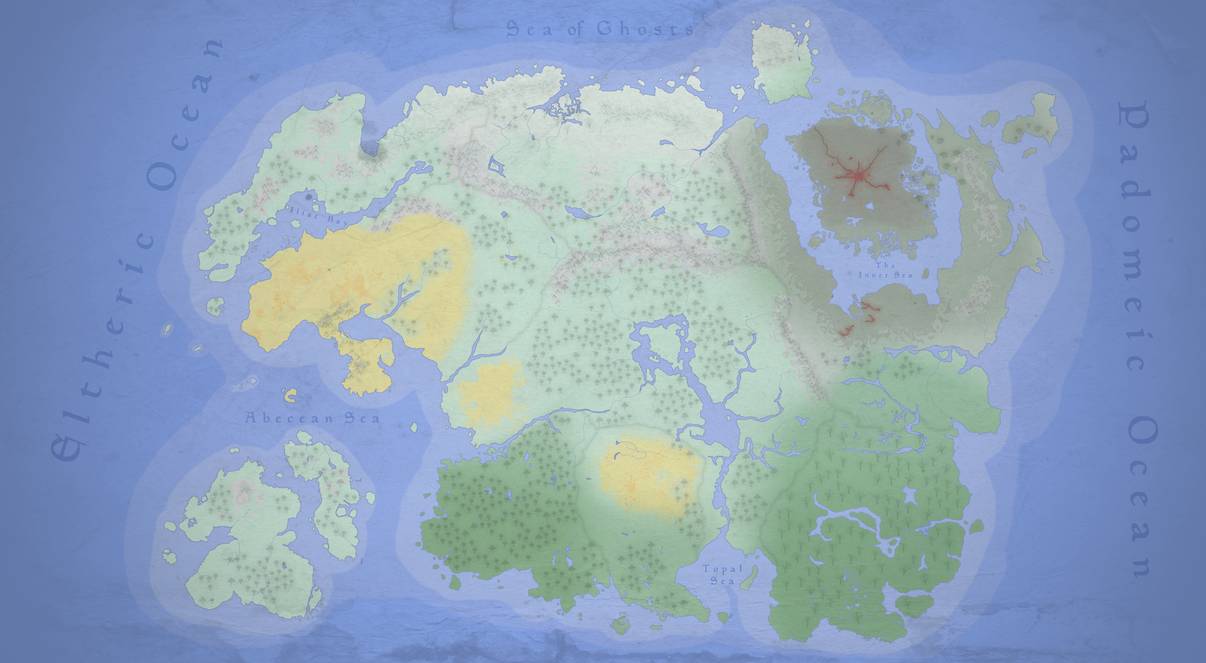 Sea of Ghosts
Eltheric Ocean
Padomeic Ocean
Iliac Bay
The
Inner Sea
Abecean Sea
Topal
Sea